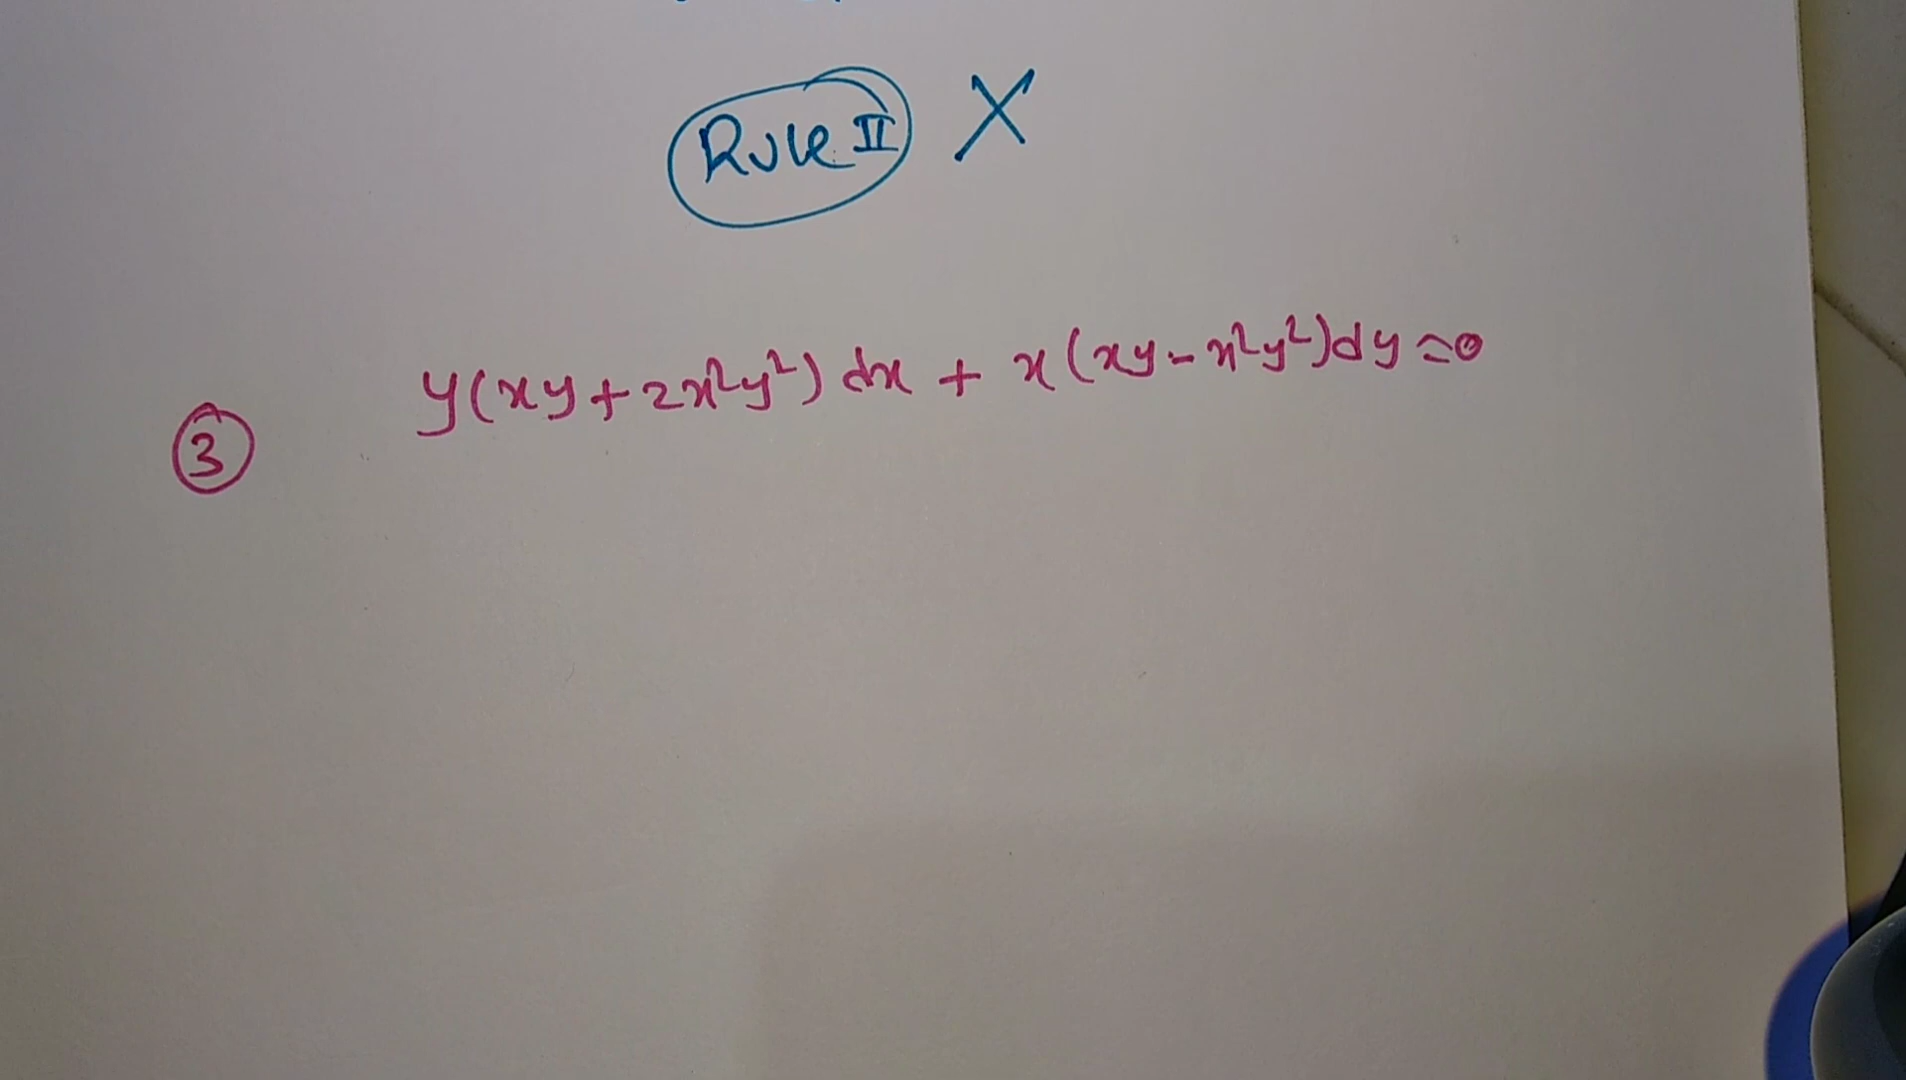 Rule II X
③ y(xy+2x²y²) dx + x(xy-x²y²)dy=0